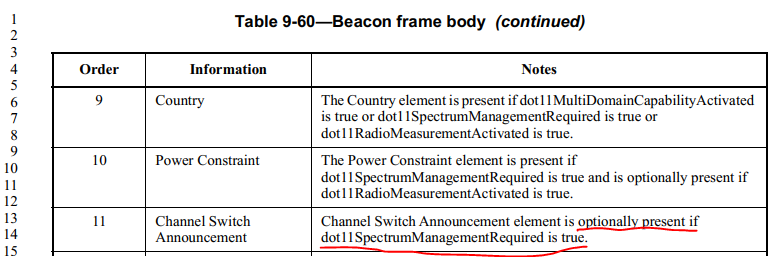 Table 9-60—Beacon frame body (continued)
1
2
3
4
5
6
7
8
9
10
11
12
13
14
15
Order Information Notes
9 Country The Country element is present if dot11MultiDomainCapabilityActivated
is true or dot11SpectrumManagementRequired is true or
dot11RadioMeasurementActivated is true.
10 Power Constraint The Power Constraint element is present if
dot11SpectrumManagementRequired is true and is optionally present if
dot11RadioMeasurementActivated is true.
11 Channel Switch Announcement Channel Switch Announcement element is optionally present if
dot11SpectrumManagementRequired is true.